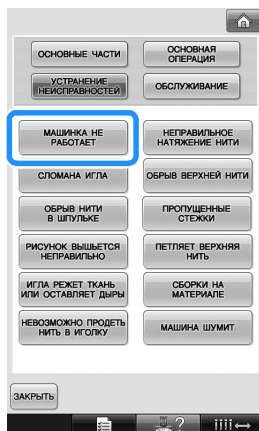 ОСНОВНЫЕ ЧАСТИ
ОСНОВНАЯ
ОПЕРАЦИЯ
УСТРАНЕНИЕ
НЕИСПРАВНОСТЕЙ
ОБСЛУЖИВАНИЕ
МАШИНКА НЕ
РАБОТАЕТ
НЕПРАВИЛЬНОЕ
НАТЯЖЕНИЕ НИТИ
СЛОМАНА ИГЛА
ОБРЫВ ВЕРХНЕЙ НИТИ
ОБРЫВ НИТИ
В ШПУЛЬКЕ
ПРОПУЩЕННЫЕ
СТЕЖКИ
РИСУНОК ВЫШЬЕТСЯ
НЕПРАВИЛЬНО
ПЕТЛЯЕТ ВЕРХНЯЯ
НИТЬ
ИГЛА РЕЖЕТ ТКАНЬ
ИЛИ ОСТАВЛЯЕТ ДЫРЫ
СБОРКИ НА
МАТЕРИАЛЕ
НЕВОЗМОЖНО ПРОДЕТЬ
НИТЬ В ИГОЛКУ
МАШИНА ШУМИТ
ЗАКРЫТЬ
?